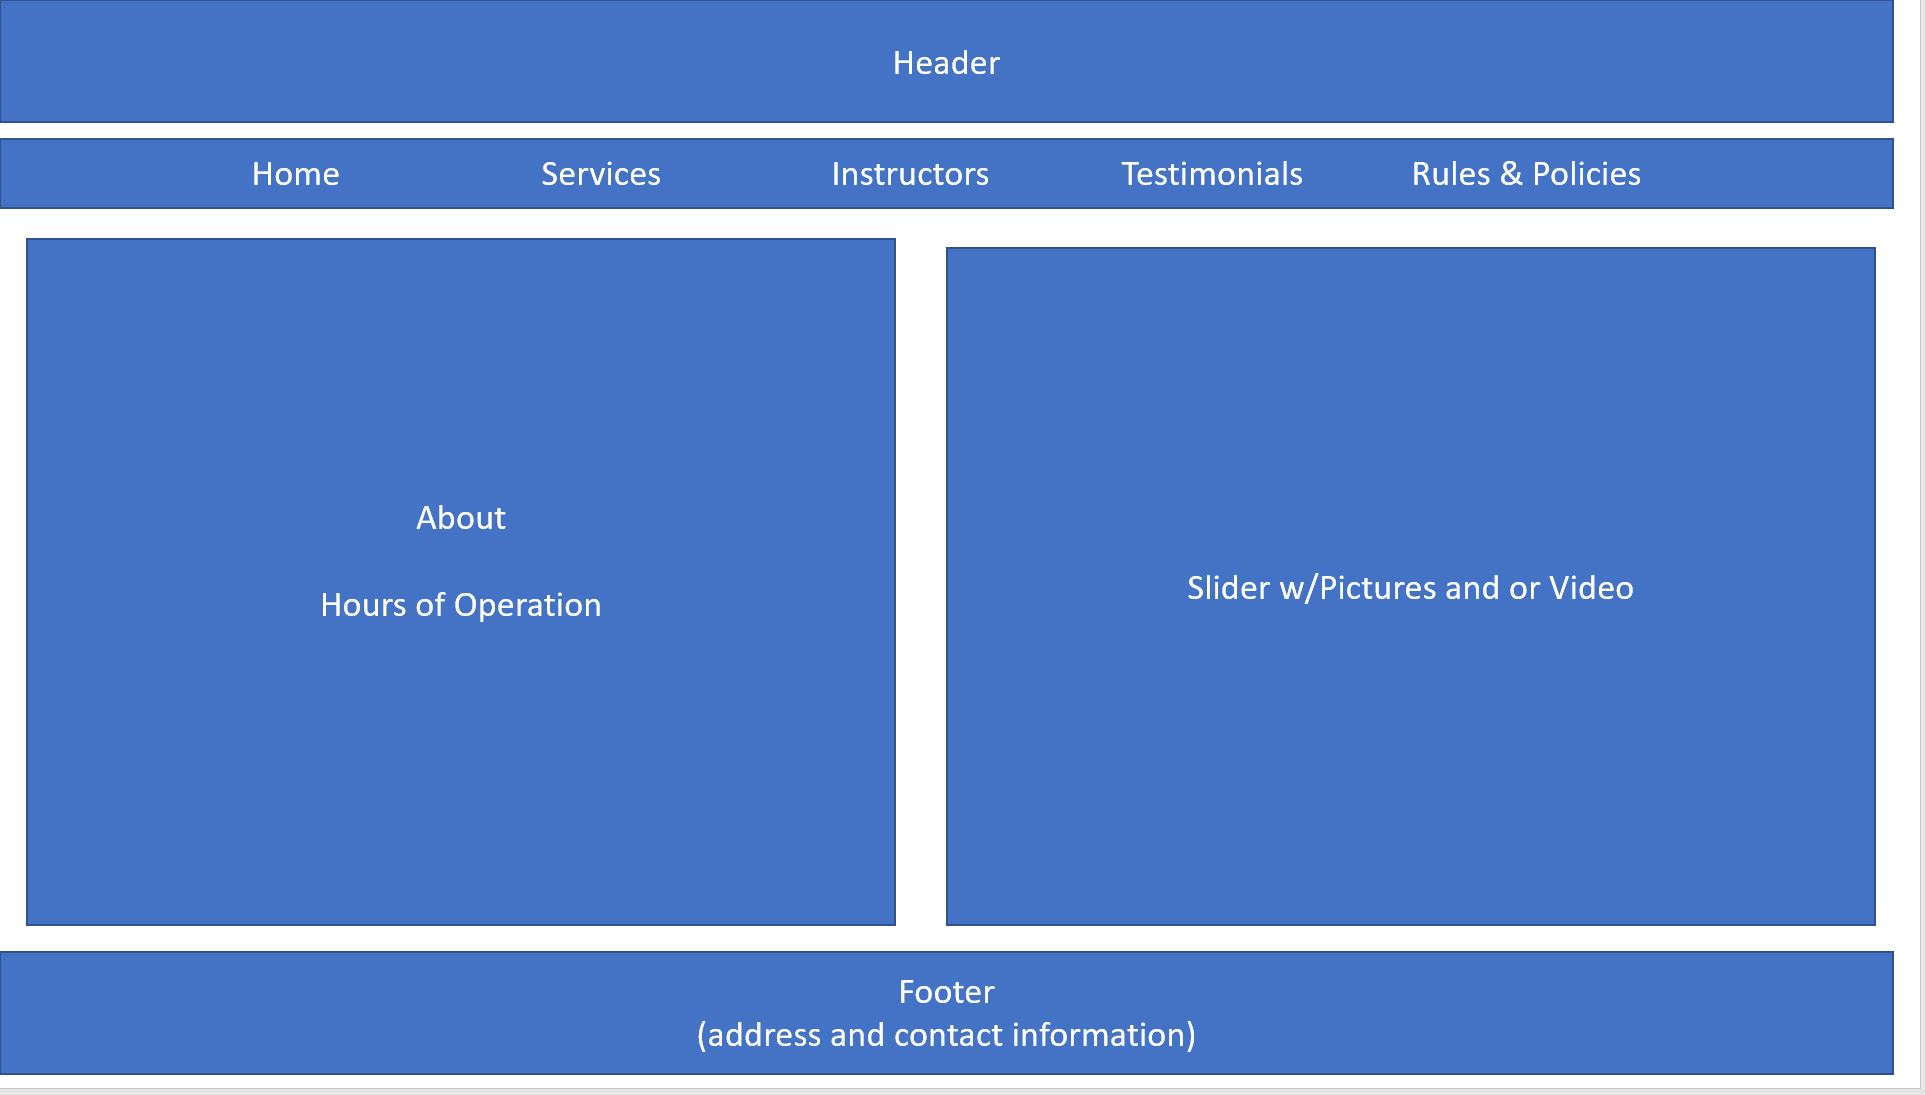 Header
Home Services Instructors Testimonials Rules & Policies
About
Hours of Operation
Slider w/Pictures and or Video
Footer
(address and contact information)